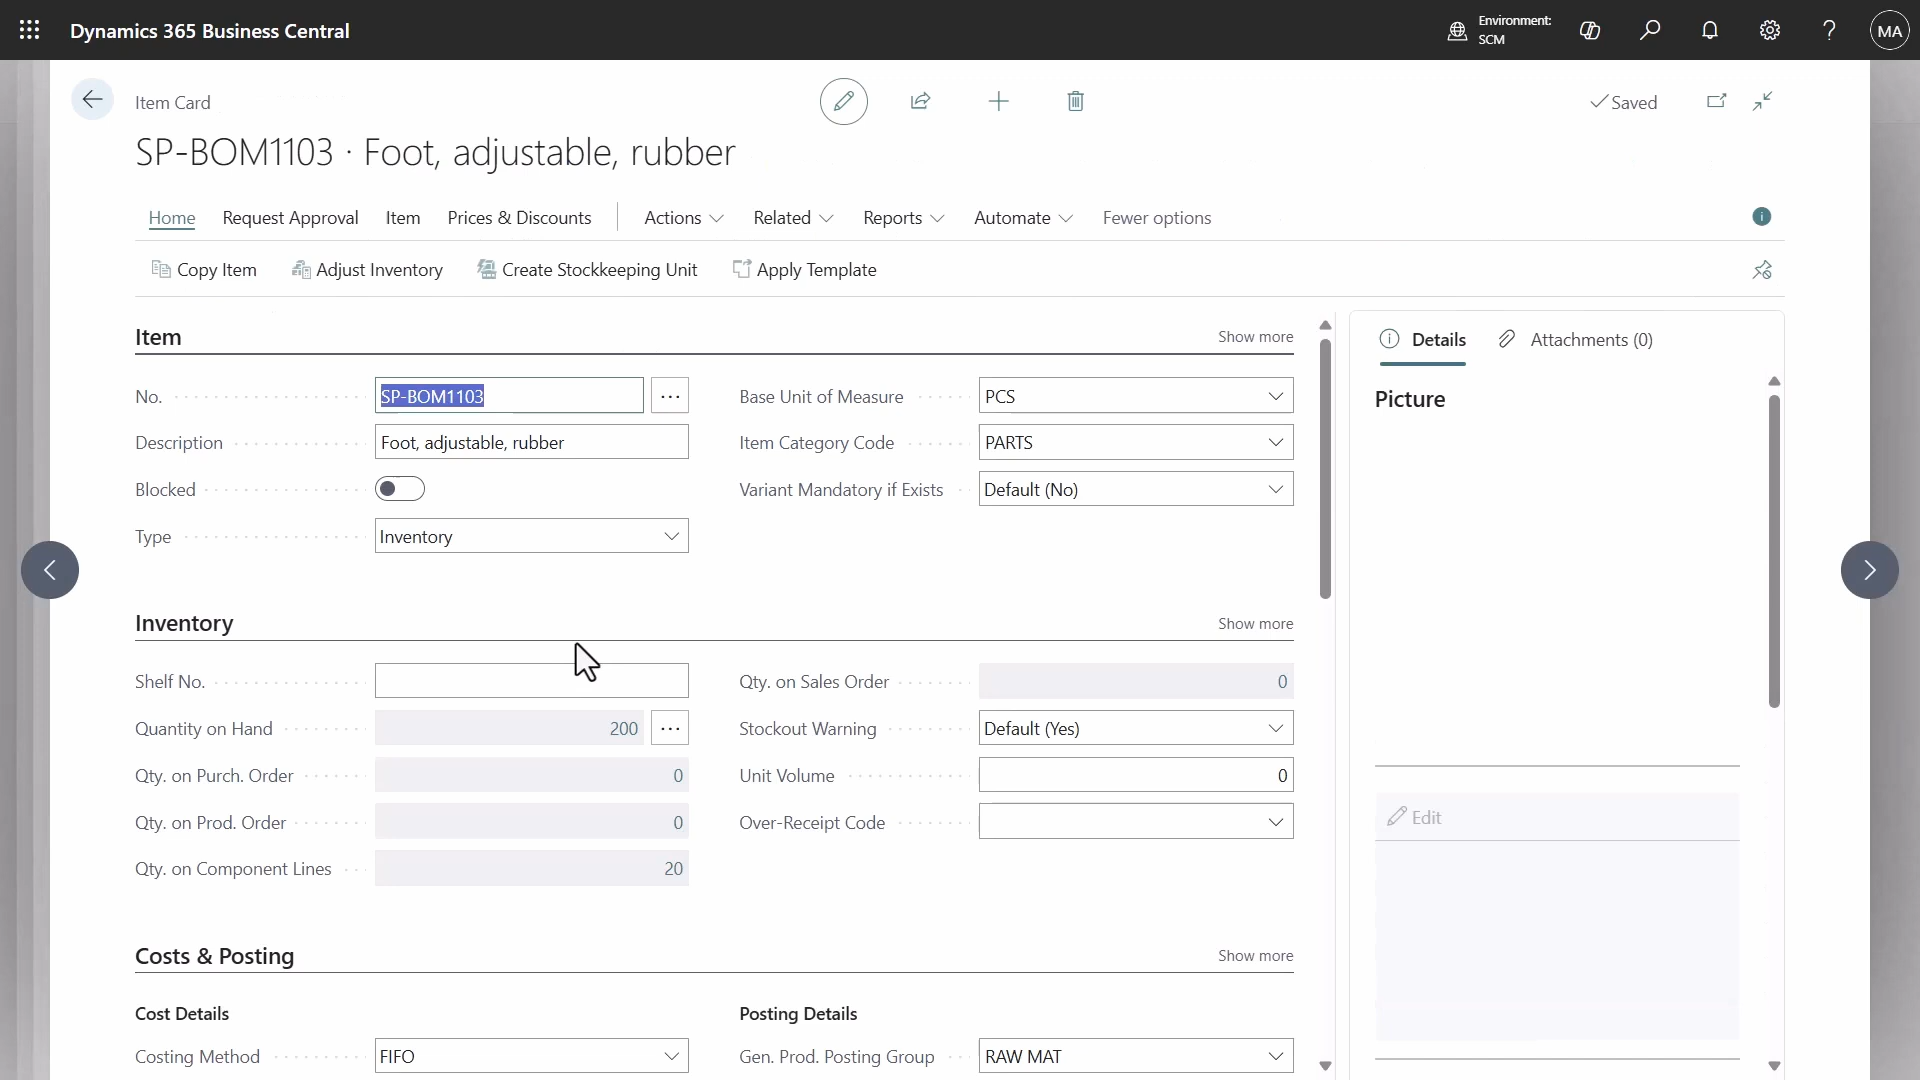 Dynamics 365 Business Central
Environment:
SCM
MA
Item Card
Saved
SP-BOM1103 · Foot, adjustable, rubber
Home Request Approval Item Prices & Discounts Actions Related Reports Automate Fewer options
Copy Item Adjust Inventory Create Stockkeeping Unit Apply Template
Item Show more
No. SP-BOM1103 ...
Base Unit of Measure PCS
Description Foot, adjustable, rubber
Item Category Code PARTS
Blocked
Variant Mandatory if Exists Default (No)
Type Inventory
Inventory Show more
Shelf No.
Qty. on Sales Order 0
Quantity on Hand 200 ...
Stockout Warning Default (Yes)
Qty. on Purch. Order 0
Unit Volume 0
Qty. on Prod. Order 0
Over-Receipt Code
Qty. on Component Lines 20
Costs & Posting Show more
Cost Details
Posting Details
Costing Method FIFO
Gen. Prod. Posting Group RAW MAT
Details Attachments (0)
Picture
Edit